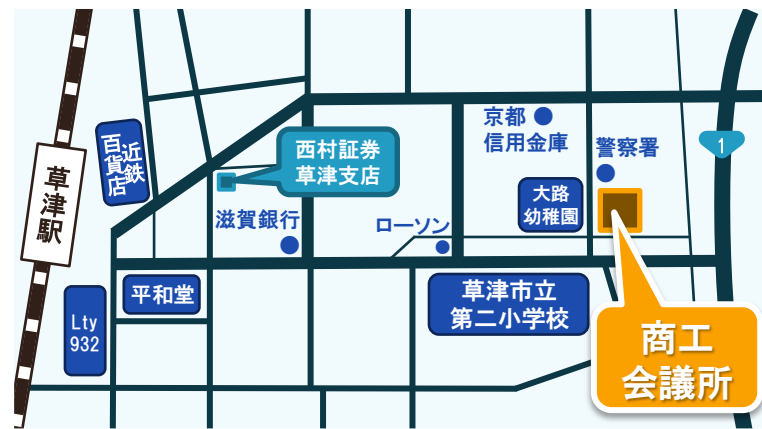 草津駅
近鉄
百貨店
西村証券
草津支店
滋賀銀行
ローソン
京都
信用金庫
警察署
1
大路
幼稚園
平和堂
Lty
932
草津市立
第二小学校
商工
会議所